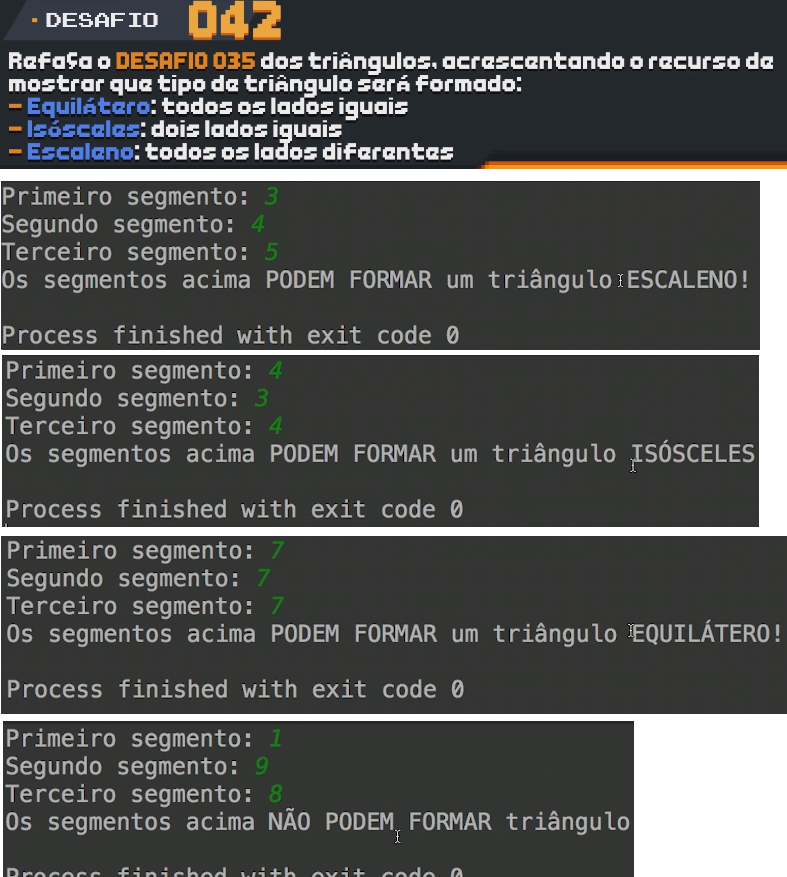 - DESAFIO 042
Refaça o DESAFIO 035 dos triângulos, acrescentando o recurso de
mostrar que tipo de triângulo será formado:
- Equilátero: todos os lados iguais
- Isósceles: dois lados iguais
- Escaleno: todos os lados diferentes
Primeiro segmento: 3
Segundo segmento: 4
Terceiro segmento: 5
Os segmentos acima PODEM FORMAR um triângulo ESCALENO!
Process finished with exit code 0
Primeiro segmento: 4
Segundo segmento: 3
Terceiro segmento: 4
Os segmentos acima PODEM FORMAR um triângulo ISÓSCELES
Process finished with exit code 0
Primeiro segmento: 7
Segundo segmento: 7
Terceiro segmento: 7
Os segmentos acima PODEM FORMAR um triângulo EQUILÁTERO!
Process finished with exit code 0
Primeiro segmento: 1
Segundo segmento: 9
Terceiro segmento: 8
Os segmentos acima NÃO PODEM FORMAR triângulo
Process finished with exit code 0